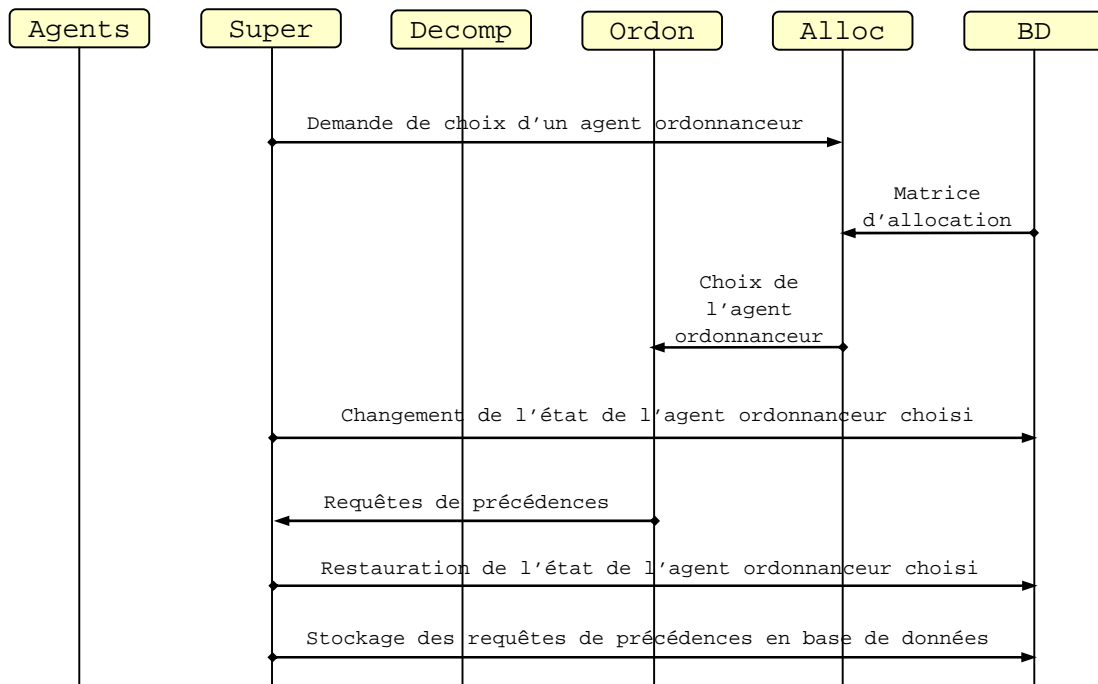 Agents Super Decomp Ordon Alloc BD
Demande de choix d'un agent ordonnanceur
Matrice
d'allocation
Choix de
l'agent
ordonnanceur
Changement de l'état de l'agent ordonnanceur choisi
Requêtes de précédences
Restauration de l'état de l'agent ordonnanceur choisi
Stockage des requêtes de précédences en base de données